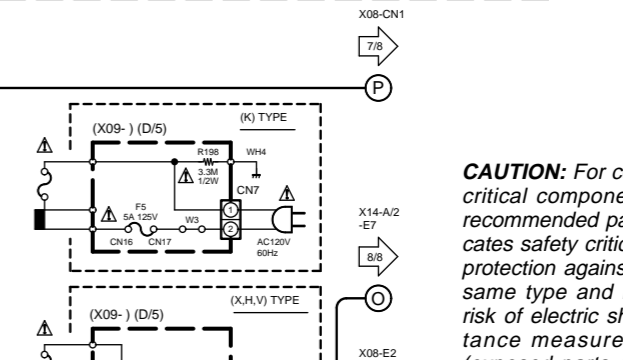 X08-CN1
7/8
P
(K) TYPE
(X09- ) (D/5)
R198
3.3M
1/2W
WH4
CN7
1
F5
5A 125V
W3
2
CN16
CN17
AC120V
60Hz
X14-A/2
-E7
8/8
O
(X,H,V) TYPE
(X09- ) (D/5)
X08-E2
CAUTION: For c
critical compone
recommended pa
cates safety critic
protection agains
same type and
risk of electric sh
tance measure